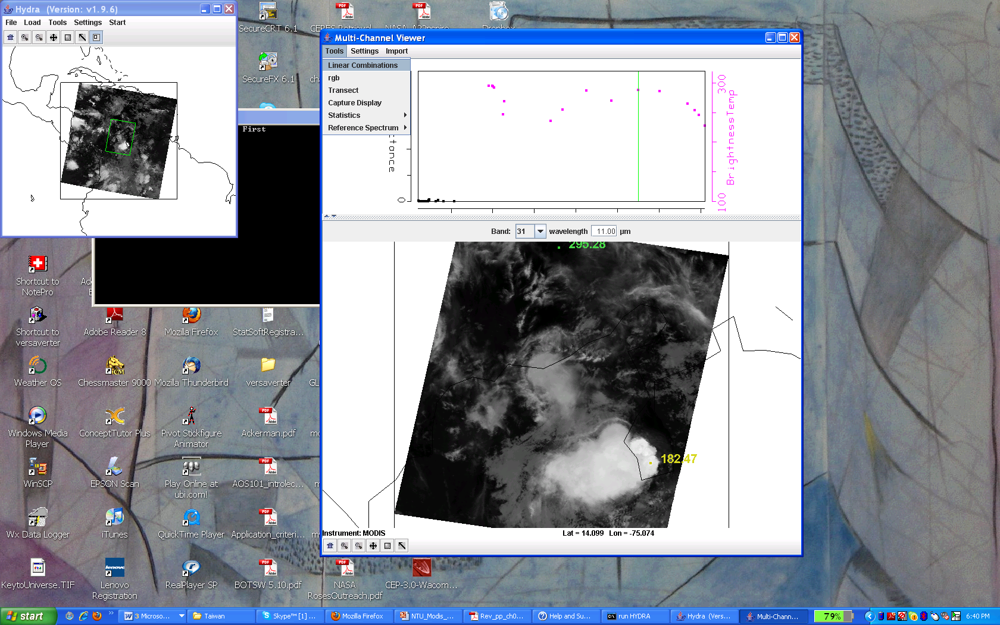 Hydra (Version: v1.9.6)
File Load Tools Settings Start
SecureCRT 6.1
CERES Retrieval
Dropbox
SecureFX 6.1
First
Multi-Channel Viewer
Tools Settings Import
Linear Combinations
rgb
Transect
Capture Display
Statistics
Reference Spectrum
0
300
BrightnessTemp
100
Band: 31 wavelength 11.00 µm
295.28
182.47
Instrument: MODIS
Lat = 14.099 Lon = -75.074
Shortcut to
NotePro
Shortcut to
versaverter
Adobe Reader 8
Mozilla Firefox
StatSoftRegistra...
Weather OS
Chessmaster 9000
Mozilla Thunderbird
versaverter
GL
Windows Media
Player
ConceptTutor Plus
Pivot Stickfigure
Animator
Ackerman.pdf
WinSCP
EPSON Scan
Play Online at
ubi.com!
AOS101_introlec...
Wx Data Logger
iTunes
QuickTime Player
Application_criteri...
KeytoUniverse.TIF
Lenovo
Registration
RealPlayer SP
BOTSW 5.10.pdf
NASA
RosesOutreach.pdf
CEP-3.0-Wacom...
start
3 Microso...
Taiwan
Skype™ [1] ...
Mozilla Firefox
NTU_Modis_...
Rev_pp_ch0...
Help and Su...
run HYDRA
Hydra (Vers...
Multi-Chann...
79%
6:40 PM